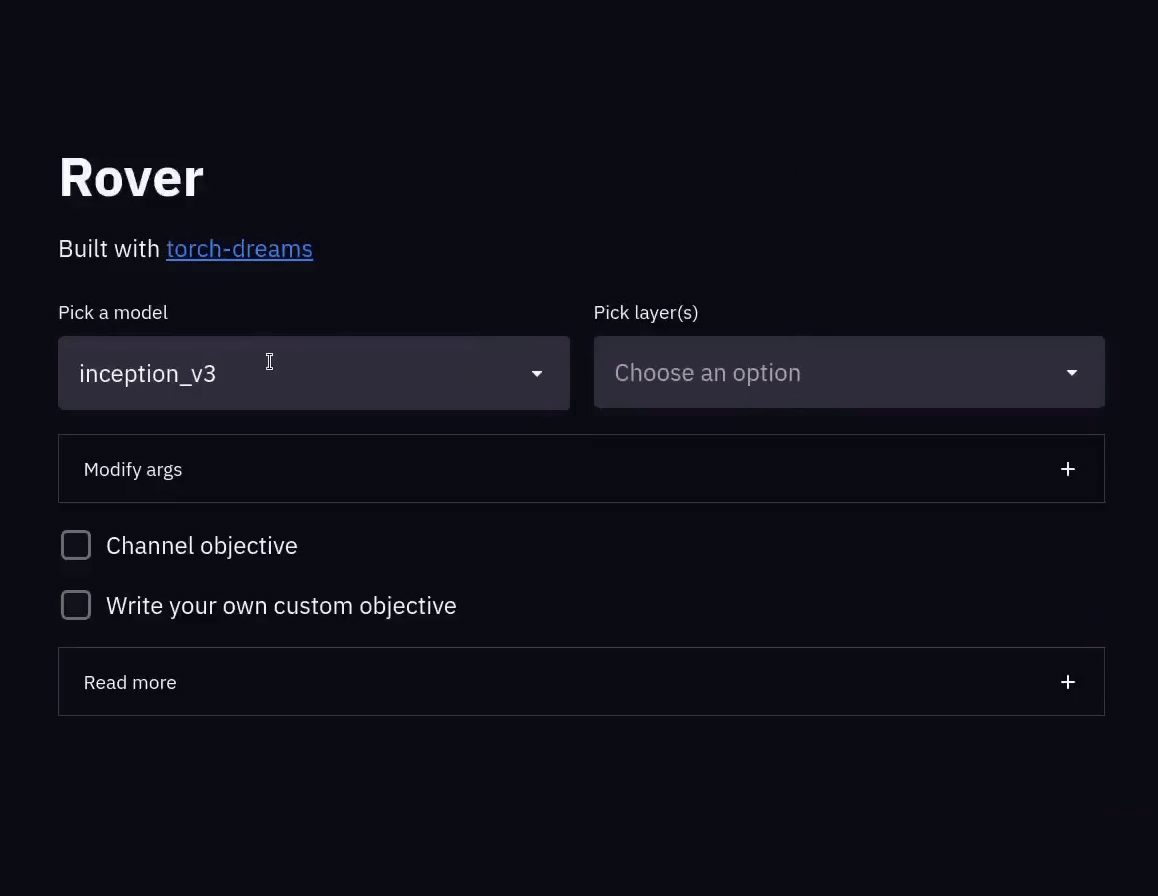 Rover
Built with torch-dreams
Pick a model
Pick layer(s)
inception_v3
Choose an option
Modify args
Channel objective
Write your own custom objective
Read more